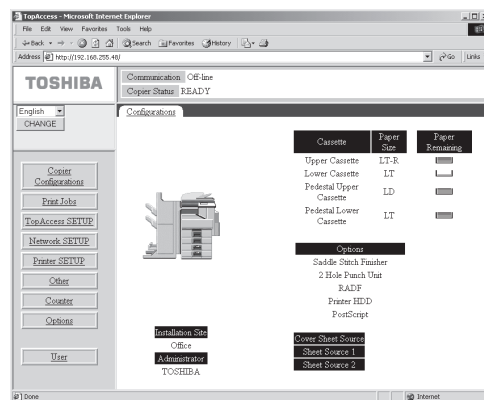 TopAccess - Microsoft Internet Explorer
File Edit View Favorites Tools Help
Back Search Favorites History
Address http://192.168.255.48/ Go Links
TOSHIBA
Communication Off-line
Copier Status READY
English
CHANGE
Configurations
Copier Configurations
Print Jobs
TopAccess SETUP
Network SETUP
Printer SETUP
Other
Counter
Options
User
Cassette Paper Size Paper Remaining
Upper Cassette LT-R
Lower Cassette LT
Pedestal Upper Cassette LD
Pedestal Lower Cassette LT
Options
Saddle Stitch Finisher
2 Hole Punch Unit
RADF
Printer HDD
PostScript
Installation Site
Office
Administrator
TOSHIBA
Cover Sheet Source
Sheet Source 1
Sheet Source 2
Done Internet